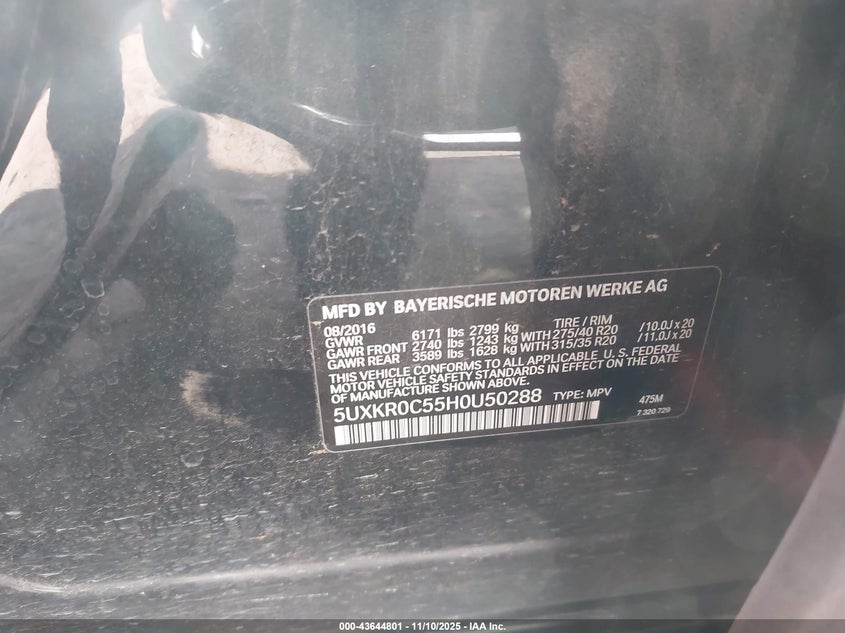 MFD BY BAYERISCHE MOTOREN WERKE AG
08/2016 TIRE / RIM
GVWR 6171 lbs 2799 kg
GAWR FRONT 2740 lbs 1243 kg WITH 275/40 R20 /10.0J x 20
GAWR REAR 3589 lbs 1628 kg WITH 315/35 R20 /11.0J x 20
THIS VEHICLE CONFORMS TO ALL APPLICABLE U.S. FEDERAL
MOTOR VEHICLE SAFETY STANDARDS IN EFFECT ON THE DATE
OF MANUFACTURE SHOWN ABOVE.
5UXKR0C55H0U50288 TYPE: MPV 475M
7 320 729
000-43644801 - 11/10/2025 - IAA Inc.